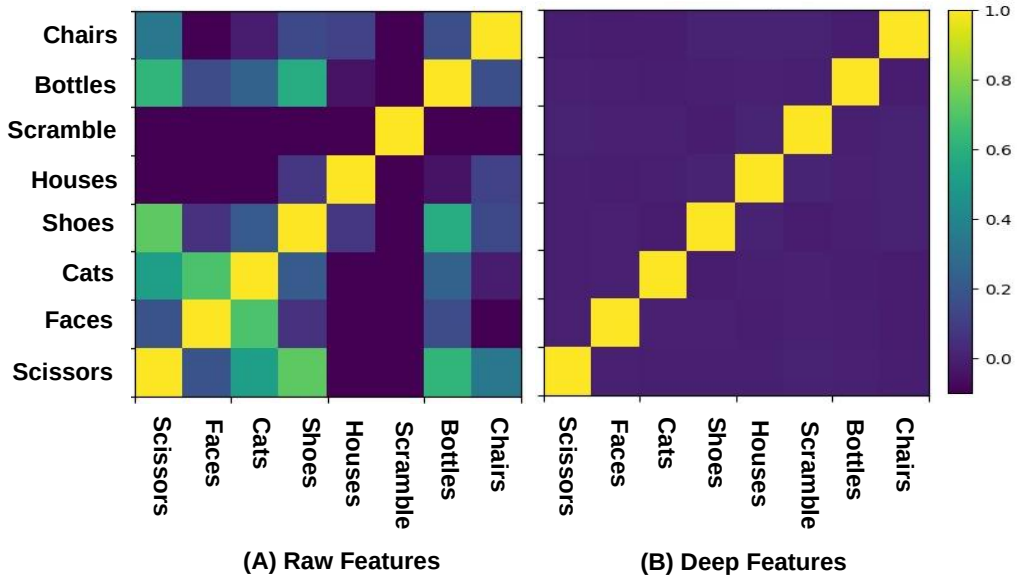 Chairs
Bottles
Scramble
Houses
Shoes
Cats
Faces
Scissors
Scissors
Faces
Cats
Shoes
Houses
Scramble
Bottles
Chairs
(A) Raw Features
Scissors
Faces
Cats
Shoes
Houses
Scramble
Bottles
Chairs
(B) Deep Features
1.0
0.8
0.6
0.4
0.2
0.0